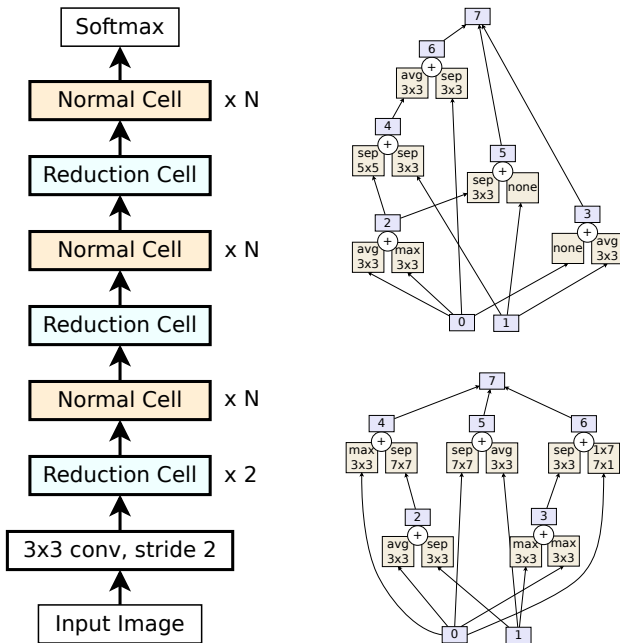 Softmax
Normal Cell
x N
Reduction Cell
Normal Cell
x N
Reduction Cell
Normal Cell
x N
Reduction Cell
x 2
3x3 conv, stride 2
Input Image
7
6
+
avg
3x3
sep
3x3
4
+
sep
5x5
sep
3x3
5
+
sep
3x3
none
2
+
avg
3x3
max
3x3
3
+
none
avg
3x3
0
1
7
4
+
max
3x3
sep
7x7
5
+
sep
7x7
avg
3x3
6
+
sep
3x3
1x7
7x1
2
+
avg
3x3
sep
3x3
3
+
max
3x3
max
3x3
0
1